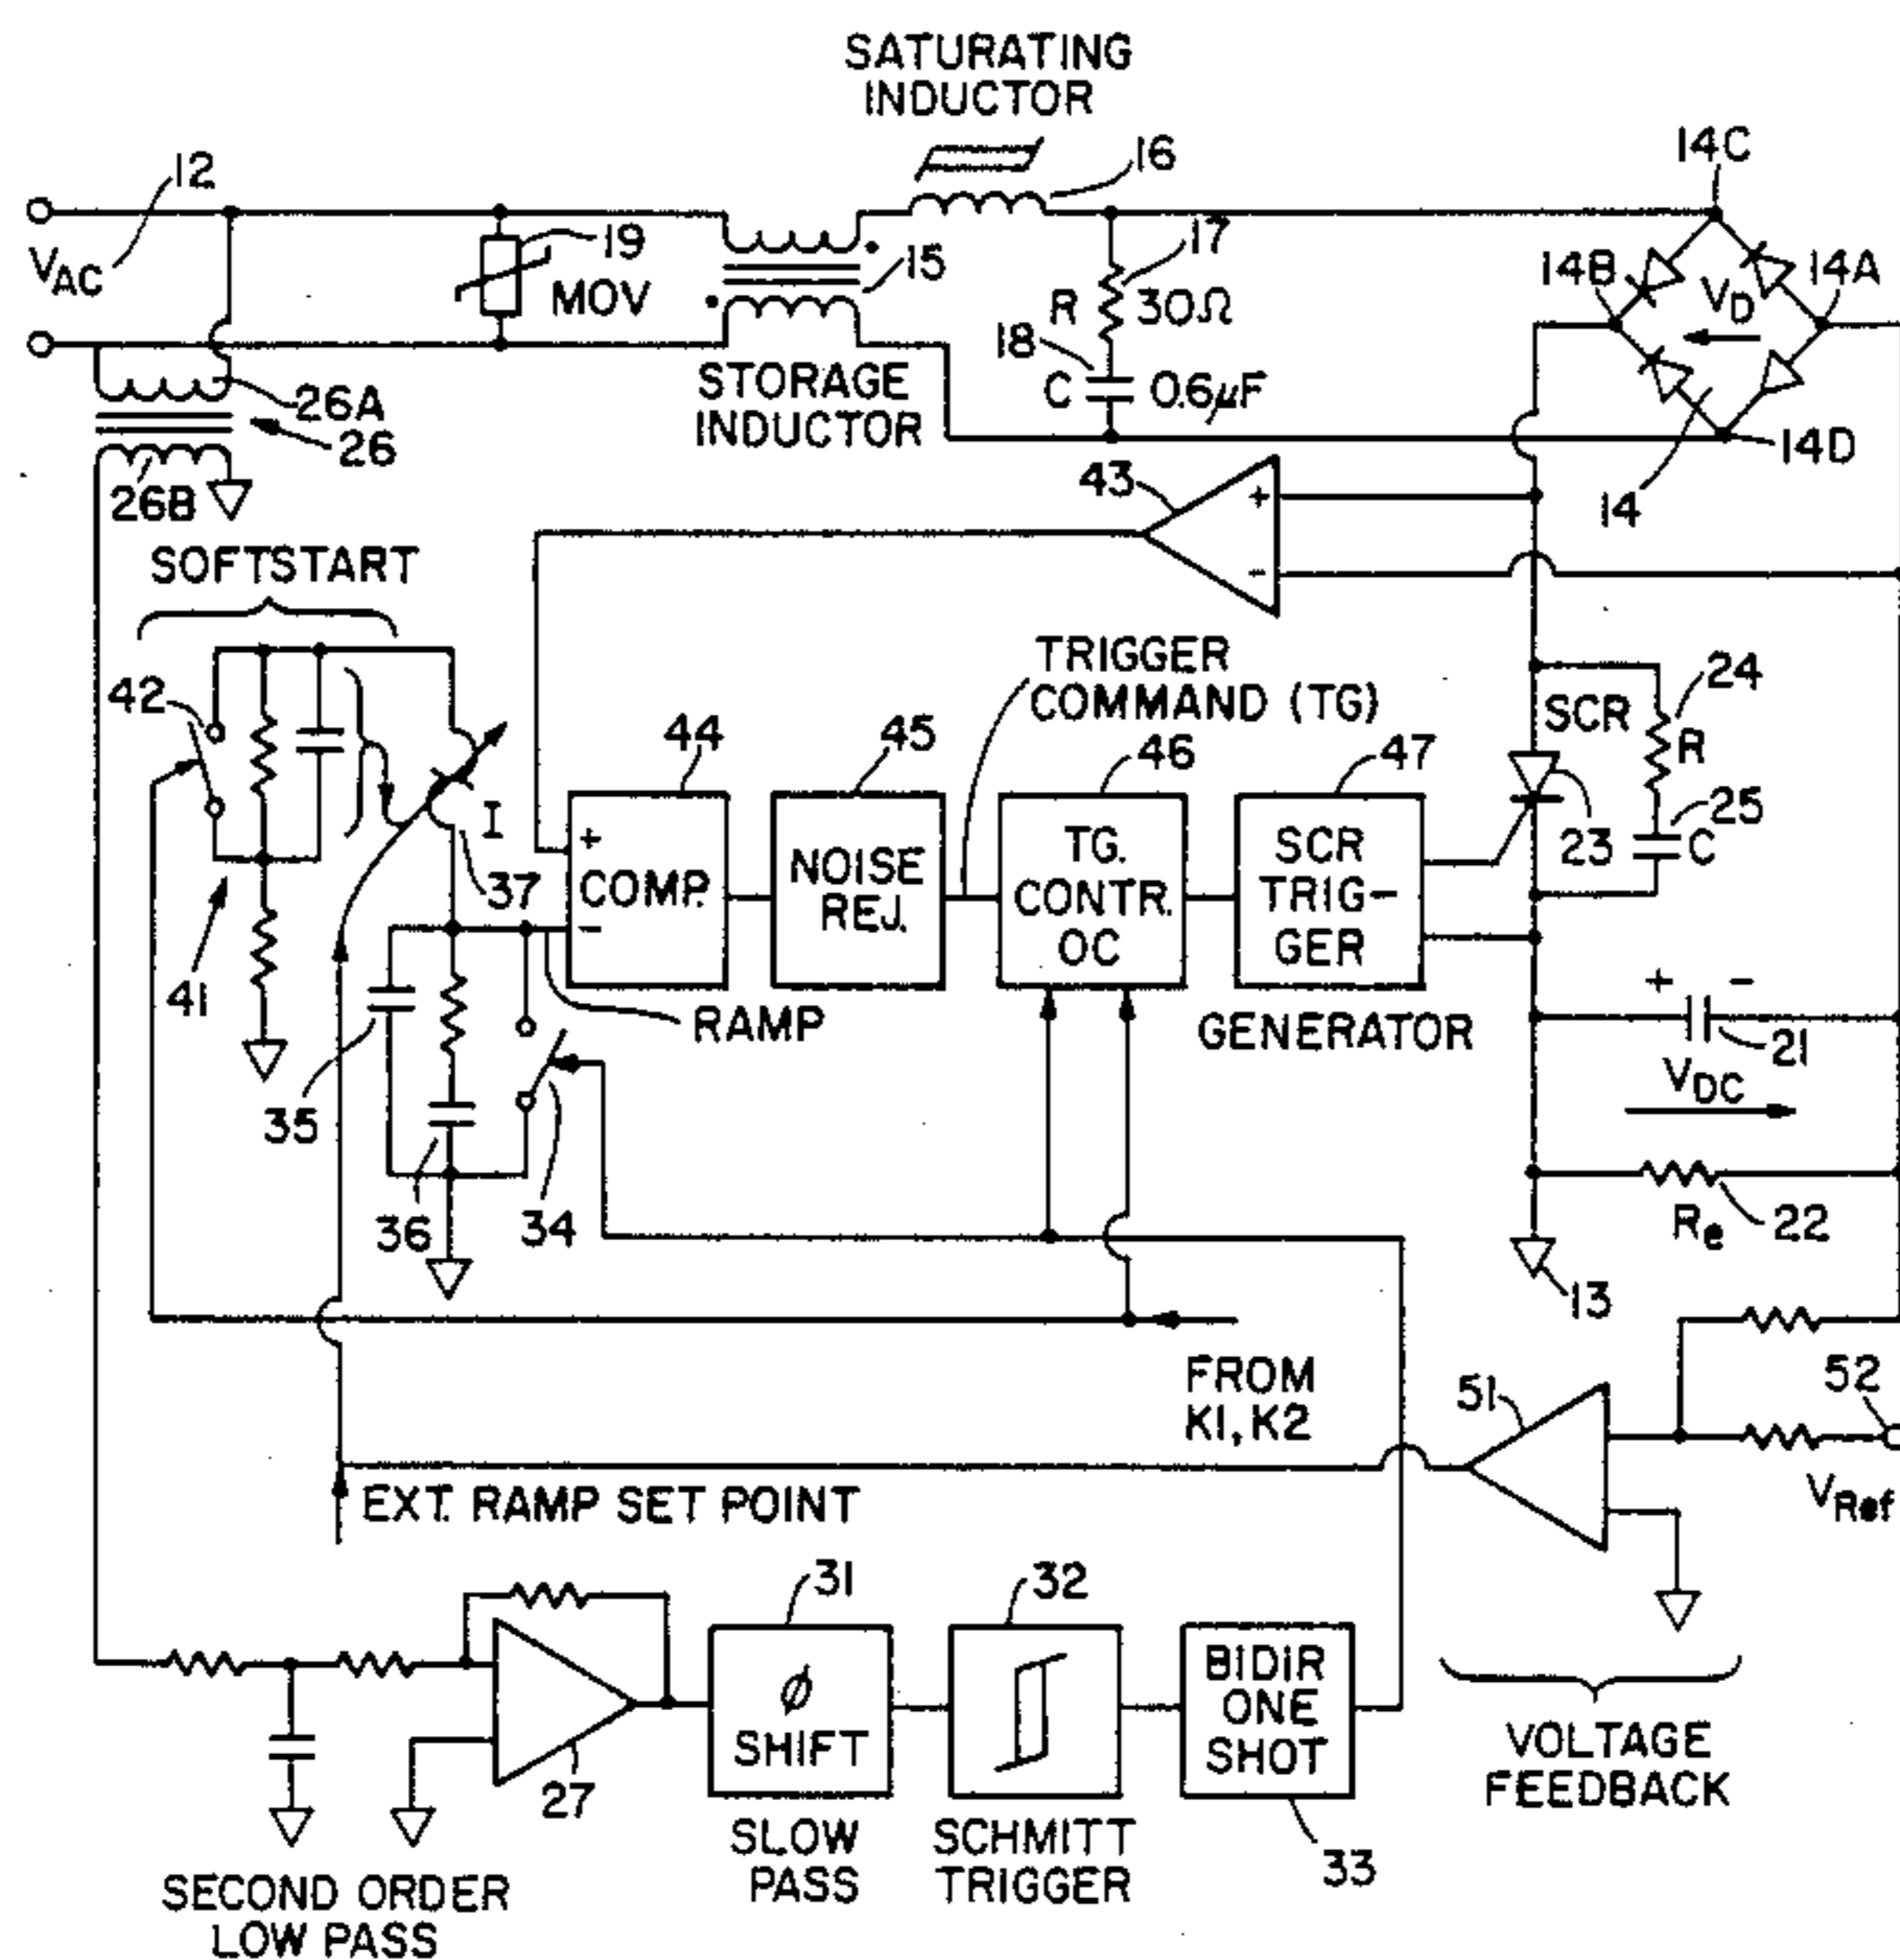 SATURATING
INDUCTOR
12
16
14C
VAC
19
MOV
15
17
R
30Ω
14B
VD
14A
18
C
0.6μF
STORAGE
INDUCTOR
26A
26
26B
14D
14
43
+
-
SOFTSTART
42
TRIGGER
COMMAND (TG)
SCR
24
R
44
45
46
47
25
C
23
I
37
+
COMP.
-
NOISE
REJ.
TG.
CONTR.
OC
SCR
TRIG-
GER
GENERATOR
41
35
RAMP
+ -
21
VDC
36
34
Re
22
13
FROM
K1, K2
51
52
VRef
EXT. RAMP SET POINT
31
32
27
φ
SHIFT
SLOW
PASS
SCHMITT
TRIGGER
BIDIR
ONE
SHOT
33
VOLTAGE
FEEDBACK
SECOND ORDER
LOW PASS